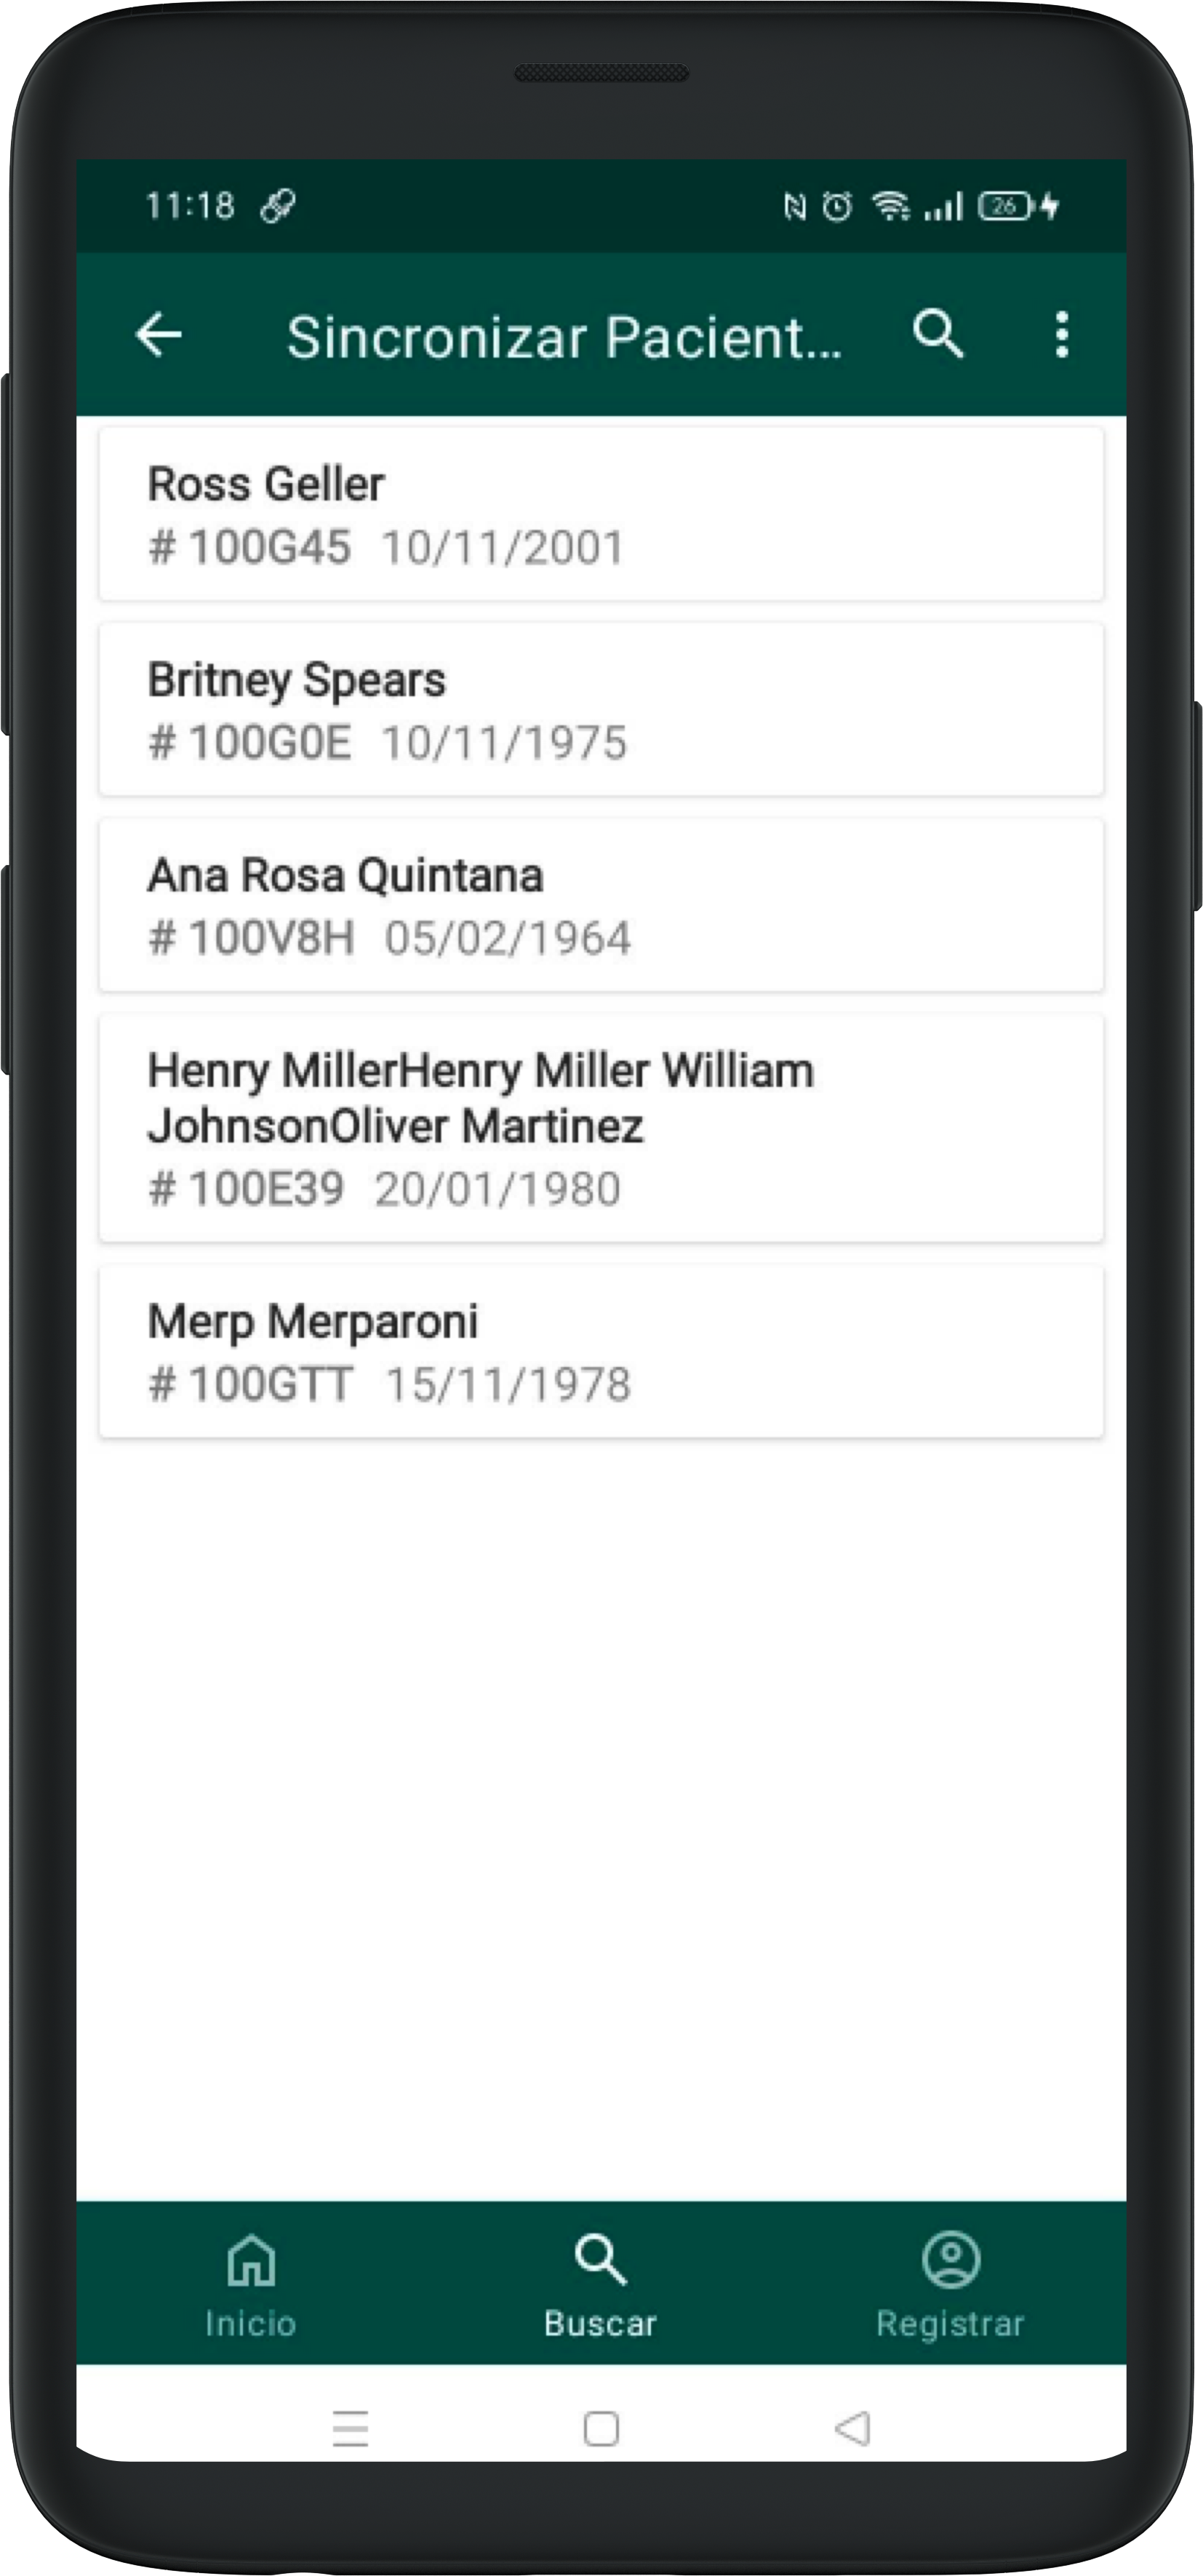 11:18
26
Sincronizar Pacient...
Ross Geller
# 100G45 10/11/2001
Britney Spears
# 100G0E 10/11/1975
Ana Rosa Quintana
# 100V8H 05/02/1964
Henry MillerHenry Miller William
JohnsonOliver Martinez
# 100E39 20/01/1980
Merp Merparoni
# 100GTT 15/11/1978
Inicio
Buscar
Registrar